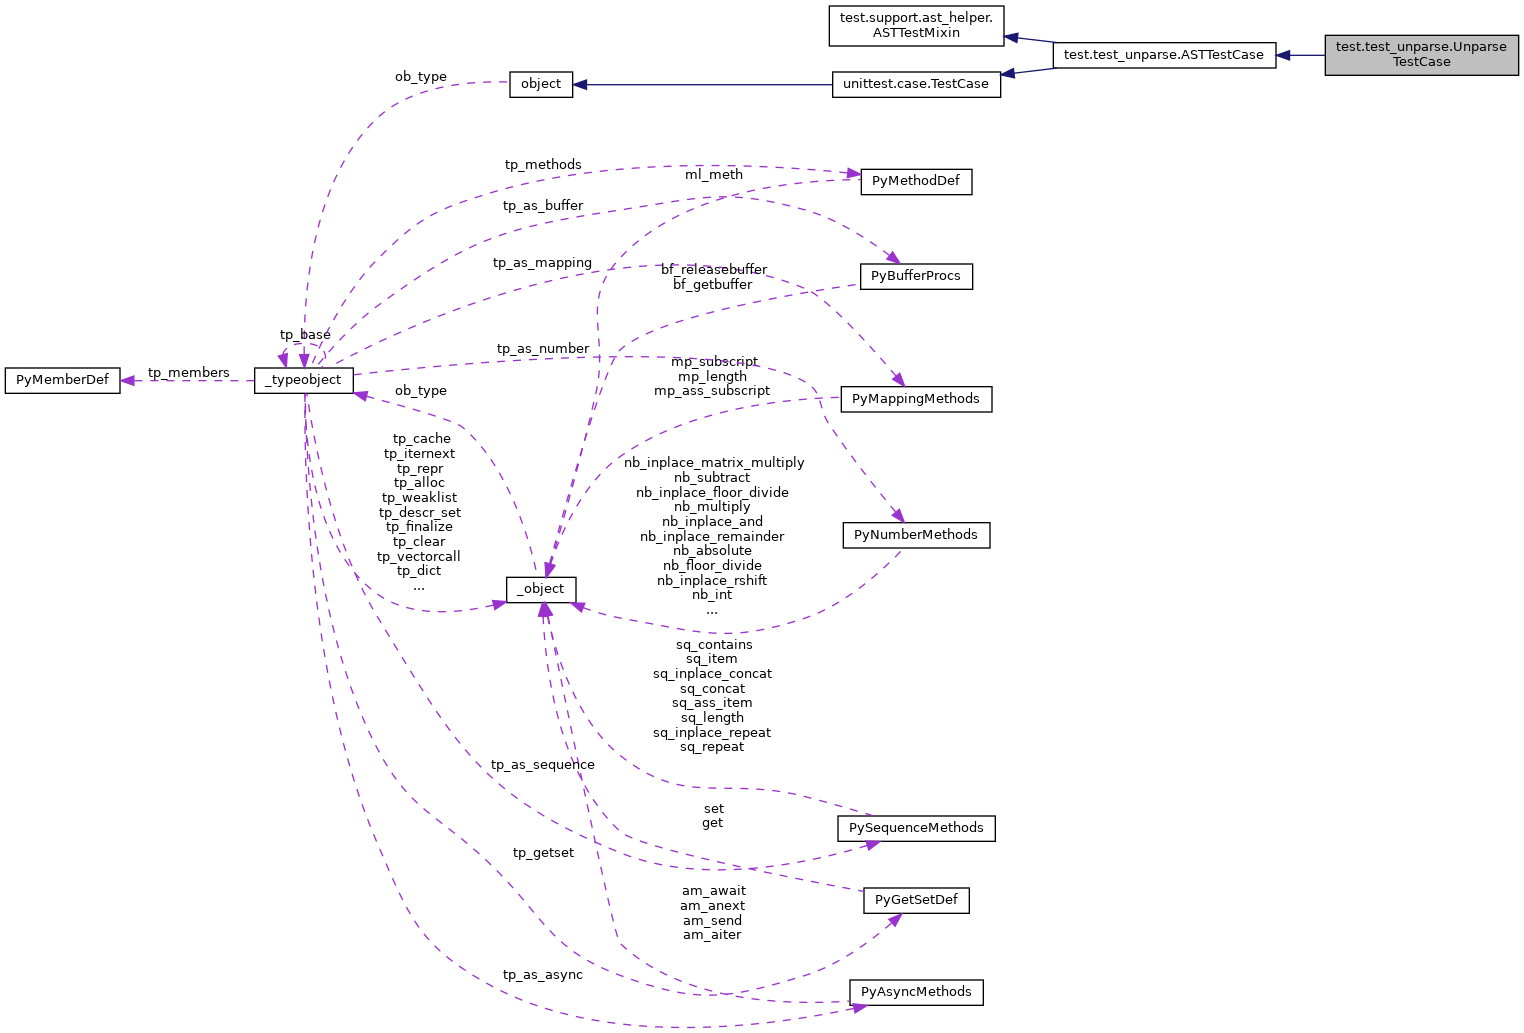 test.support.ast_helper.
ASTTestMixin
test.test_unparse.Unparse
TestCase
test.test_unparse.ASTTestCase
ob_type
object
unittest.case.TestCase
tp_methods
ml_meth
PyMethodDef
tp_as_buffer
tp_as_mapping
bf_releasebuffer
bf_getbuffer
PyBufferProcs
tp_base
tp_as_number
mp_subscript
mp_length
mp_ass_subscript
PyMemberDef
tp_members
_typeobject
ob_type
PyMappingMethods
tp_cache
tp_iternext
tp_repr
tp_alloc
tp_weaklist
tp_descr_set
tp_finalize
tp_clear
tp_vectorcall
tp_dict
...
nb_inplace_matrix_multiply
nb_subtract
nb_inplace_floor_divide
nb_multiply
nb_inplace_and
nb_inplace_remainder
nb_absolute
nb_floor_divide
nb_inplace_rshift
nb_int
...
PyNumberMethods
_object
sq_contains
sq_item
sq_inplace_concat
sq_concat
sq_ass_item
sq_length
sq_inplace_repeat
sq_repeat
tp_as_sequence
set
get
PySequenceMethods
tp_getset
am_await
am_anext
am_send
am_aiter
PyGetSetDef
tp_as_async
PyAsyncMethods